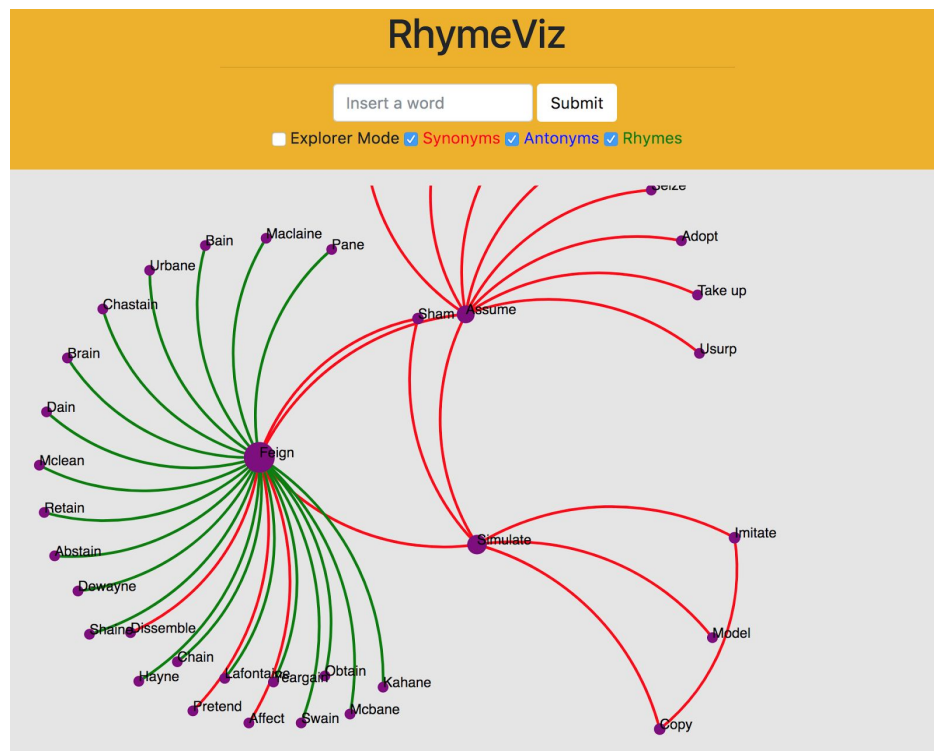 RhymeViz
Insert a word Submit
Explorer Mode Synonyms Antonyms Rhymes
Seize
Maclaine
Adopt
Bain
Pane
Urbane
Take up
Chastain
Sham Assume
Usurp
Brain
Dain
Feign
Mclean
Retain
Imitate
Simulate
Abstain
Dewayne
Shaine Dissemble
Model
Chain
Obtain
Hayne
Lafontaine
Yeargain
Kahane
Pretend
Mcbane
Affect
Swain
Copy